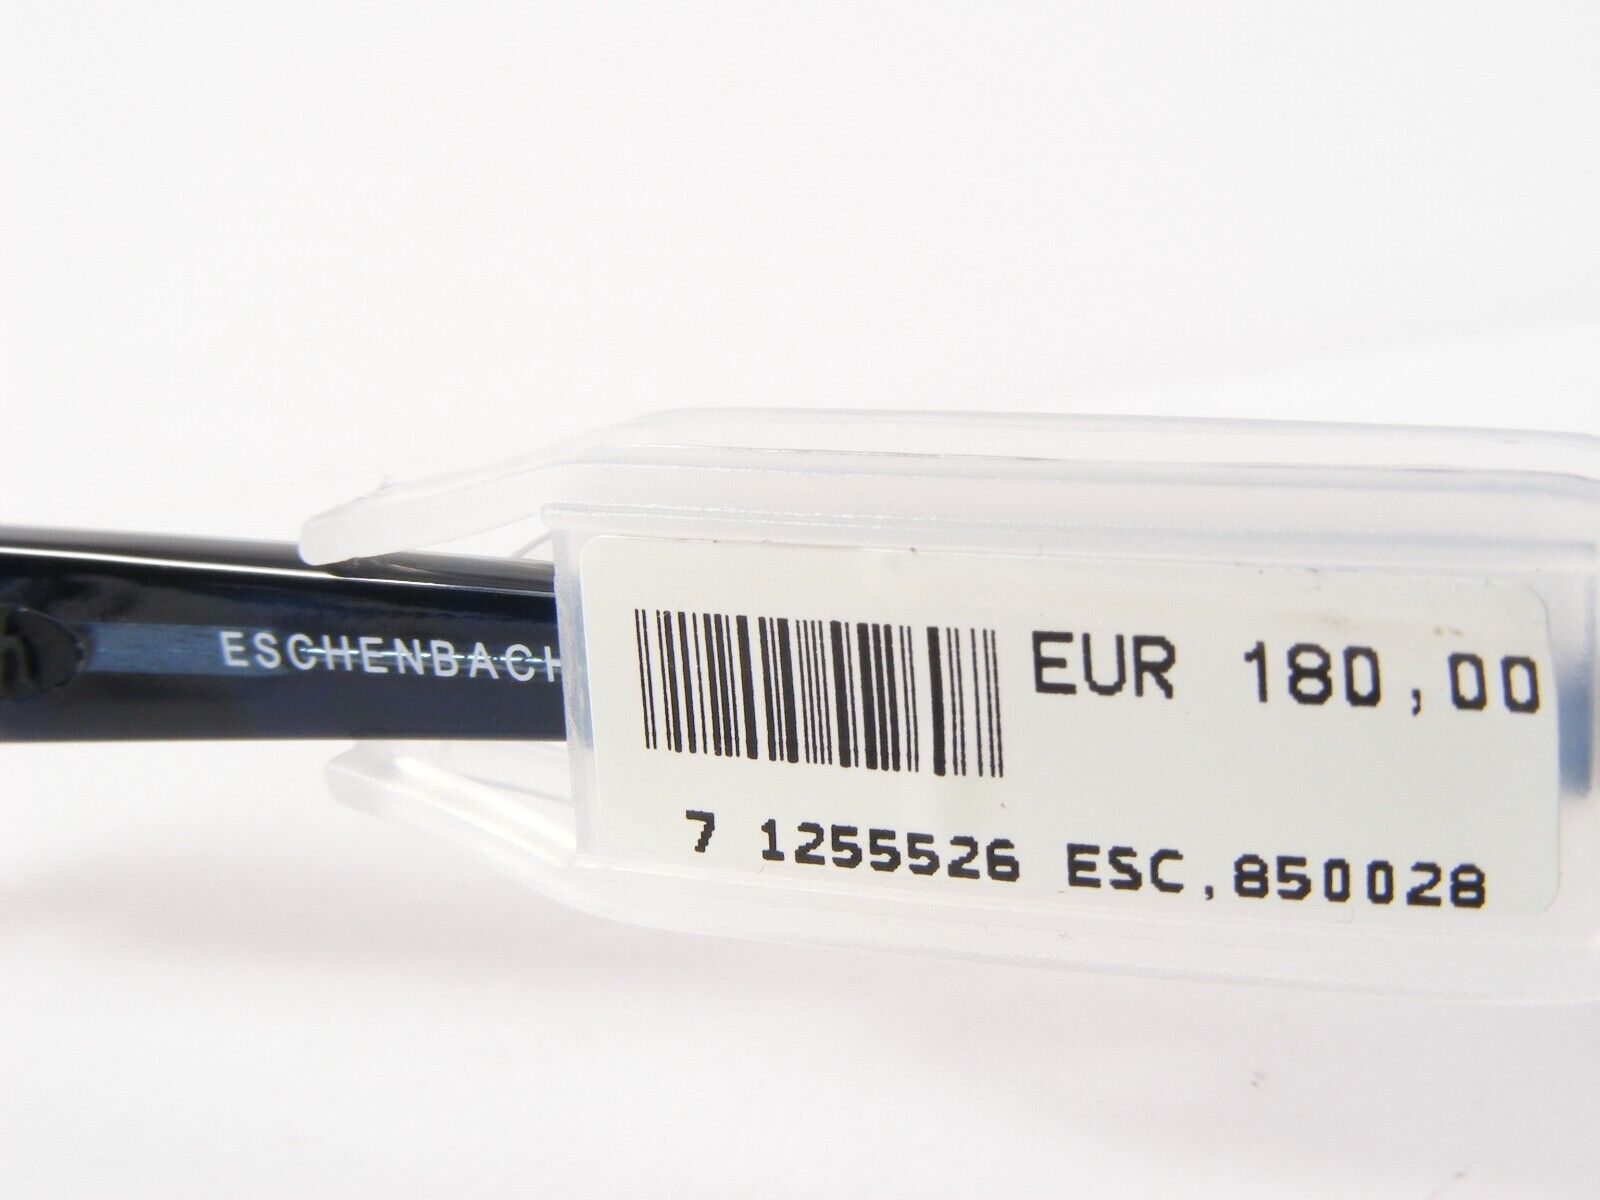 ESCHENBACH
EUR 180,00
7 1255526 ESC,850028